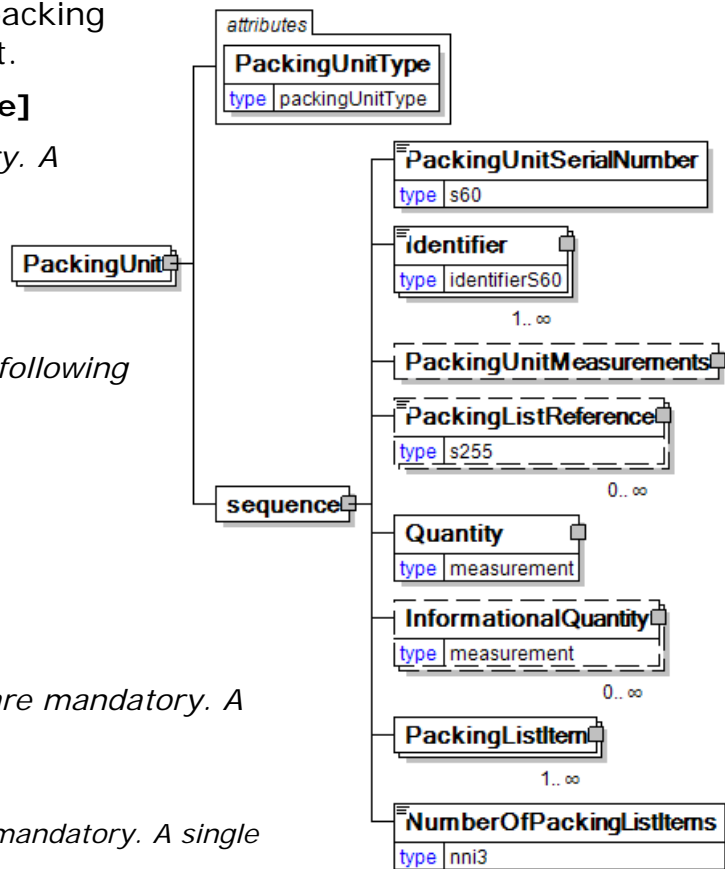 acking
t.
e]
y. A
following
are mandatory. A
mandatory. A single
attributes
PackingUnitType
type packingUnitType
PackingUnit
sequence
PackingUnitSerialNumber
type s60
Identifier
type identifierS60
1..∞
PackingUnitMeasurements
PackingListReference
type s255
0..∞
Quantity
type measurement
InformationalQuantity
type measurement
0..∞
PackingListItem
1..∞
NumberOfPackingListItems
type nni3